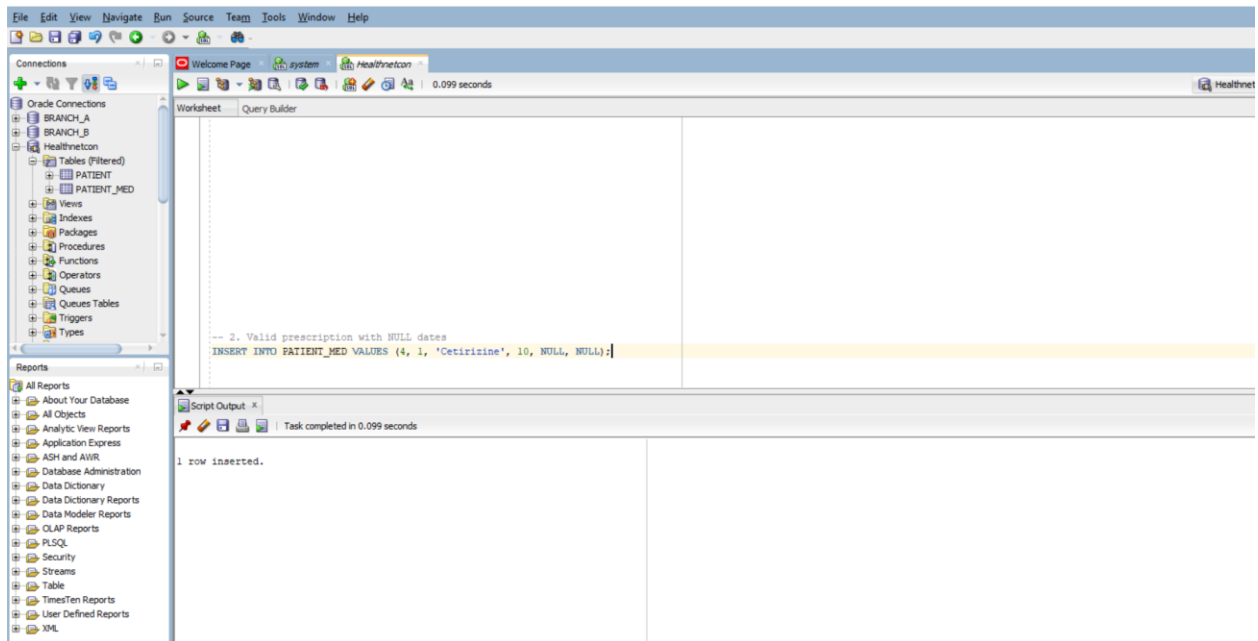 File Edit View Navigate Run Source Team Tools Window Help
Connections
Oracle Connections
BRANCH_A
BRANCH_B
Healthnetcon
Tables (Filtered)
PATIENT
PATIENT_MED
Views
Indexes
Packages
Procedures
Functions
Operators
Queues
Queues Tables
Triggers
Types
Reports
All Reports
About Your Database
All Objects
Analytic View Reports
Application Express
ASH and AWR
Database Administration
Data Dictionary
Data Dictionary Reports
Data Modeler Reports
OLAP Reports
PLSQL
Security
Streams
Table
TimesTen Reports
User Defined Reports
XML
Welcome Page system Healthnetcon
0.099 seconds Healthnet
Worksheet Query Builder
-- 2. Valid prescription with NULL dates
INSERT INTO PATIENT_MED VALUES (4, 1, 'Cetirizine', 10, NULL, NULL);
Script Output x
Task completed in 0.099 seconds
1 row inserted.